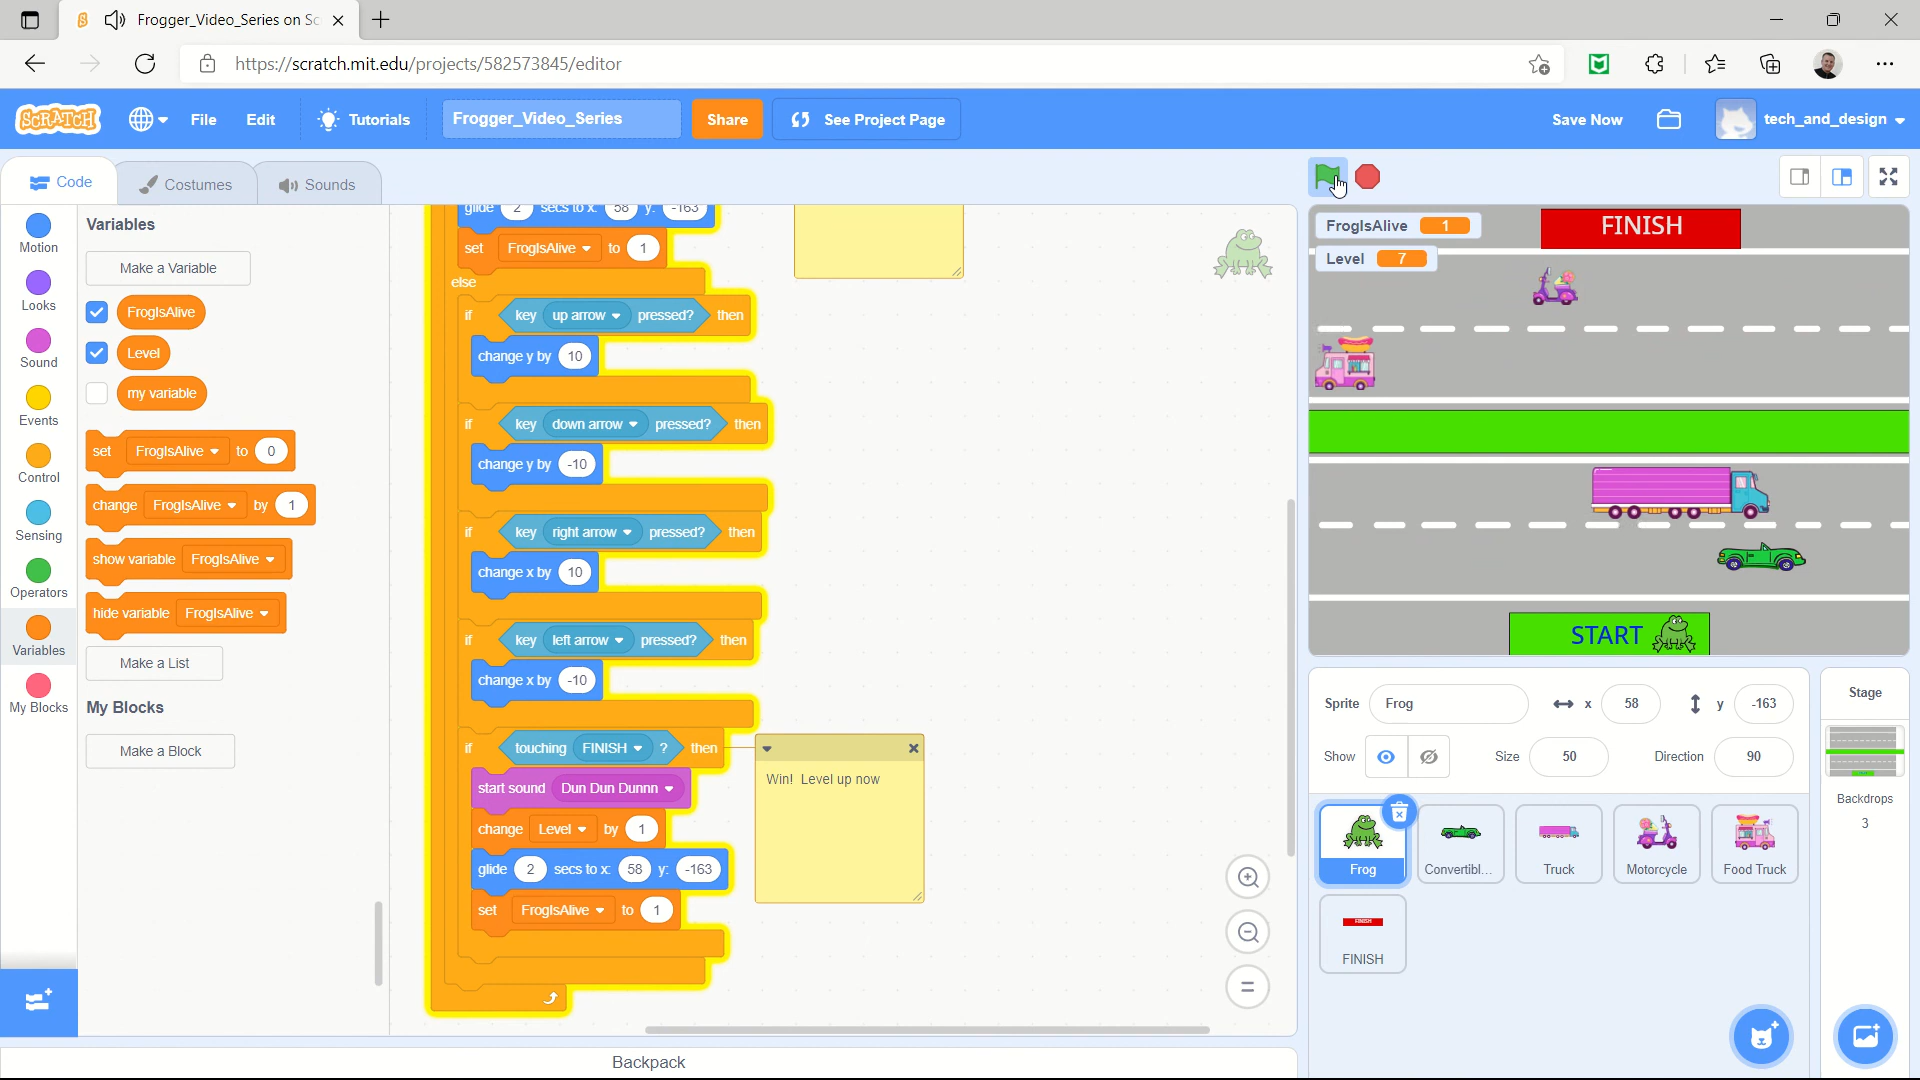 Frogger_Video_Series on Sc
https://scratch.mit.edu/projects/582573845/editor
SCRATCH File Edit Tutorials Frogger_Video_Series Share See Project Page Save Now tech_and_design
Code Costumes Sounds
Motion
Looks
Sound
Events
Control
Sensing
Operators
Variables
My Blocks
Variables
Make a Variable
FrogIsAlive
Level
my variable
set FrogIsAlive to 0
change FrogIsAlive by 1
show variable FrogIsAlive
hide variable FrogIsAlive
Make a List
My Blocks
Make a Block
glide 2 secs to x: 58 y: -163
set FrogIsAlive to 1
else
if key up arrow pressed? then
change y by 10
if key down arrow pressed? then
change y by -10
if key right arrow pressed? then
change x by 10
if key left arrow pressed? then
change x by -10
if touching FINISH ? then
start sound Dun Dun Dunnn
change Level by 1
glide 2 secs to x: 58 y: -163
set FrogIsAlive to 1
Win! Level up now
Backpack
FrogIsAlive 1
Level 7
FINISH
START
Sprite Frog x 58 y -163
Show Size 50 Direction 90
Frog Convertibl... Truck Motorcycle Food Truck
FINISH
FINISH
Stage
Backdrops
3